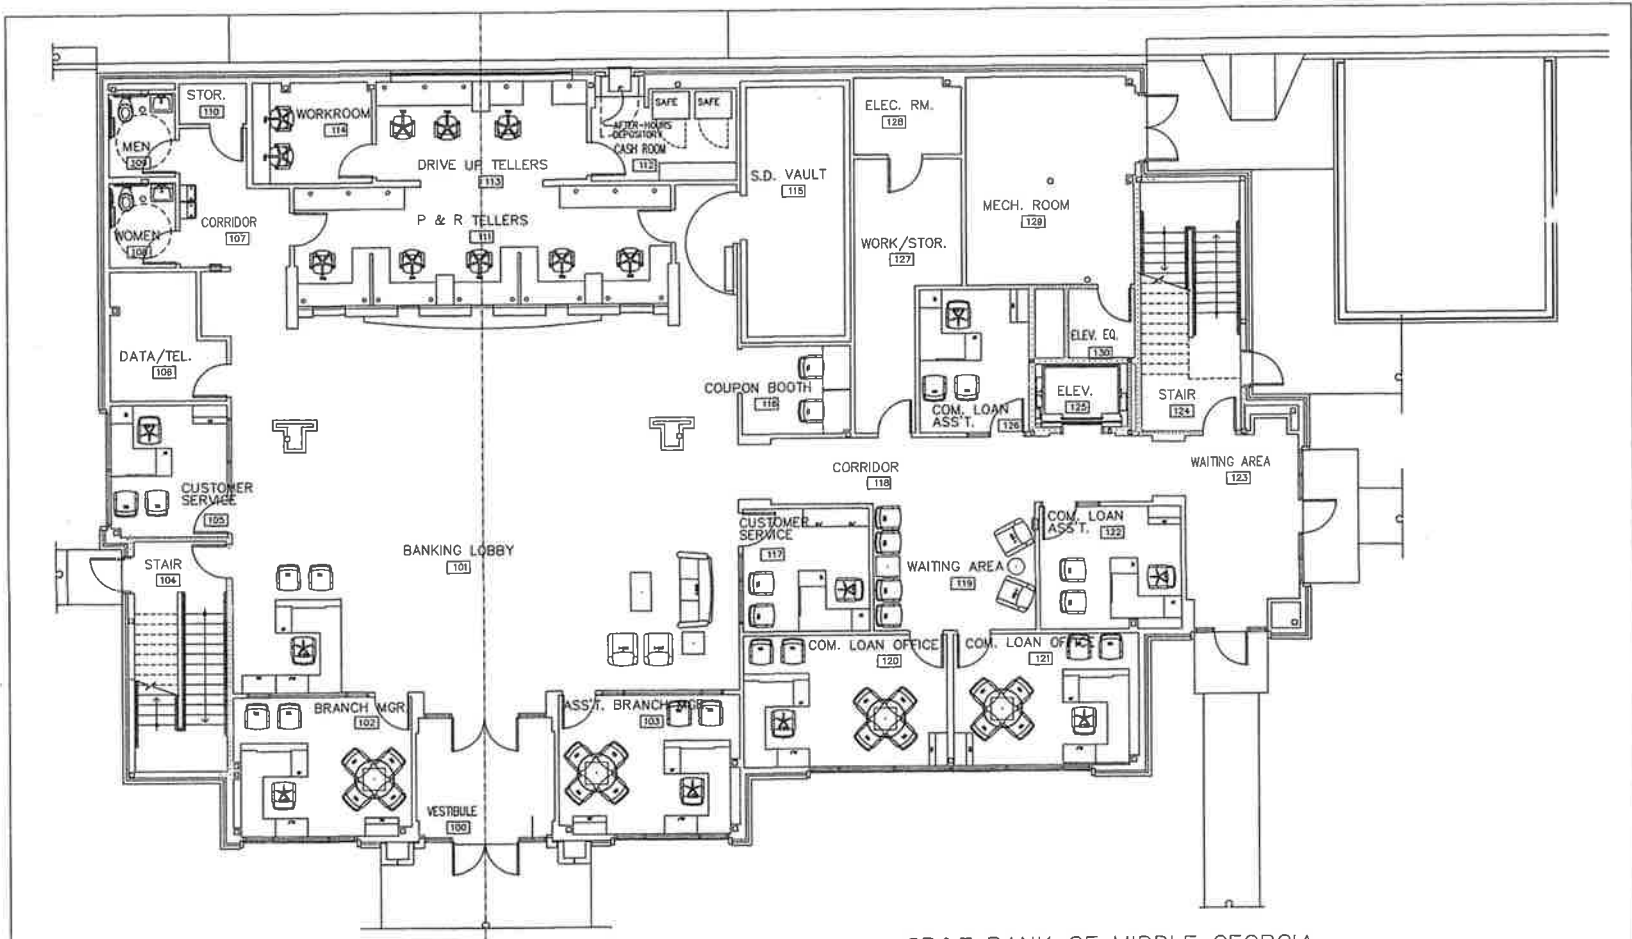 STOR.
110
WORKROOM
114
SAFE
SAFE
AFTER-HOURS
DEPOSITORY
CASH ROOM
112
ELEC. RM.
128
MEN
109
DRIVE UP TELLERS
113
S.D. VAULT
115
MECH. ROOM
129
WOMEN
108
CORRIDOR
107
P & R TELLERS
111
WORK/STOR.
127
DATA/TEL.
106
COUPON BOOTH
116
COM. LOAN
ASS'T.
126
ELEV. EQ.
130
ELEV.
125
STAIR
124
CUSTOMER
SERVICE
105
CORRIDOR
118
WAITING AREA
123
BANKING LOBBY
101
CUSTOMER
SERVICE
117
WAITING AREA
119
COM. LOAN
ASS'T.
122
STAIR
104
COM. LOAN OFFICE
120
COM. LOAN OFFICE
121
BRANCH MGR.
102
ASS'T. BRANCH MGR.
103
VESTIBULE
100
BANK OF MIDDLE GEORGIA